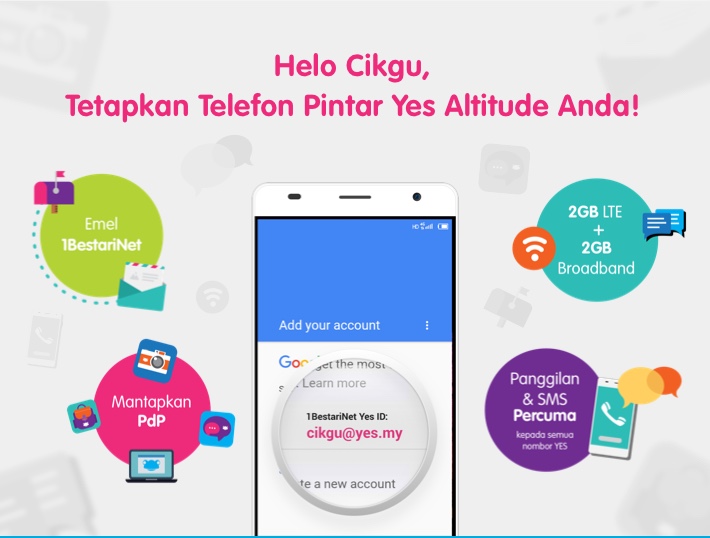 Helo Cikgu,
Tetapkan Telefon Pintar Yes Altitude Anda!
Emel
1BestariNet
Mantapkan
PdP
Add your account
get the most
Learn more
1BestariNet Yes ID:
cikgu@yes.my
te a new account
2GB LTE
+
2GB
Broadband
Panggilan
& SMS
Percuma
kepada semua
nombor YES